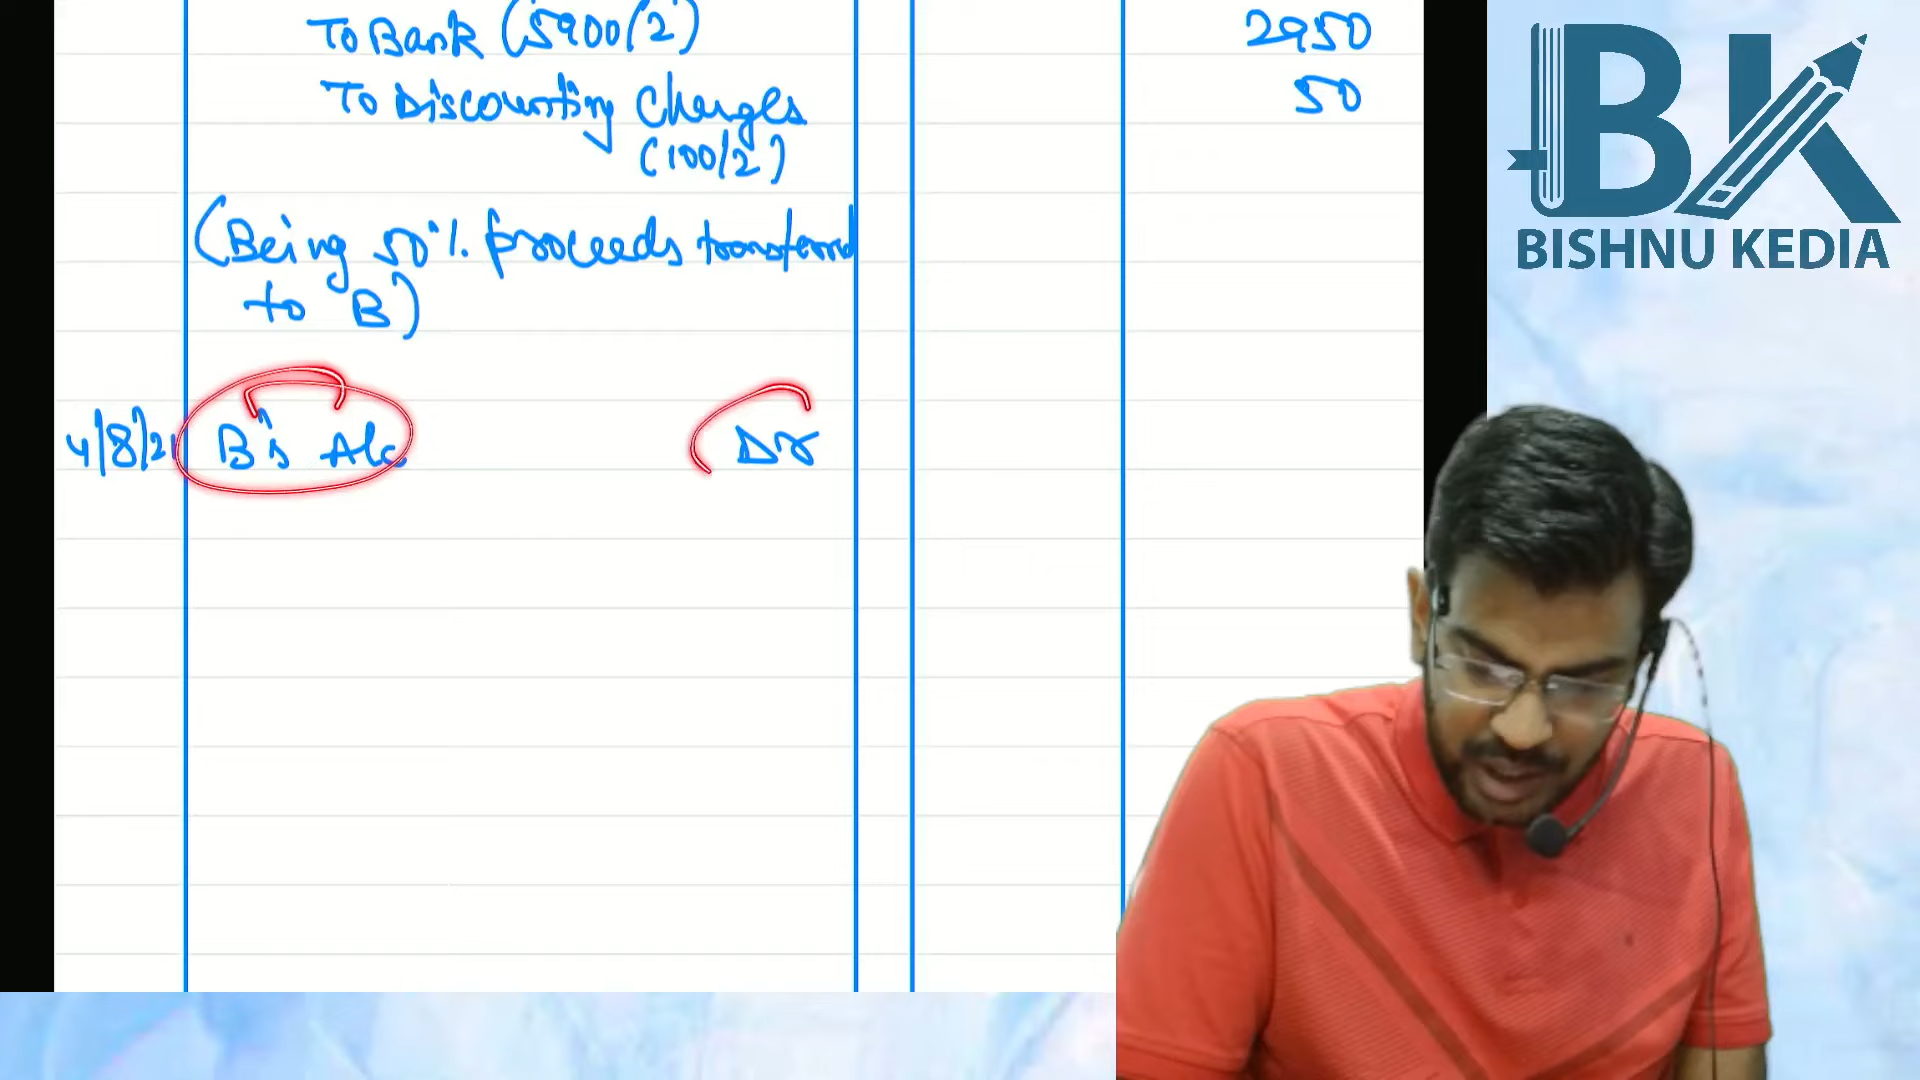 To Bank (5900/2) 2950
To Discounting Charges 50
(100/2)
(Being 50% proceeds transferred
to B)
4/8/21 B's A/c Dr
BK
BISHNU KEDIA